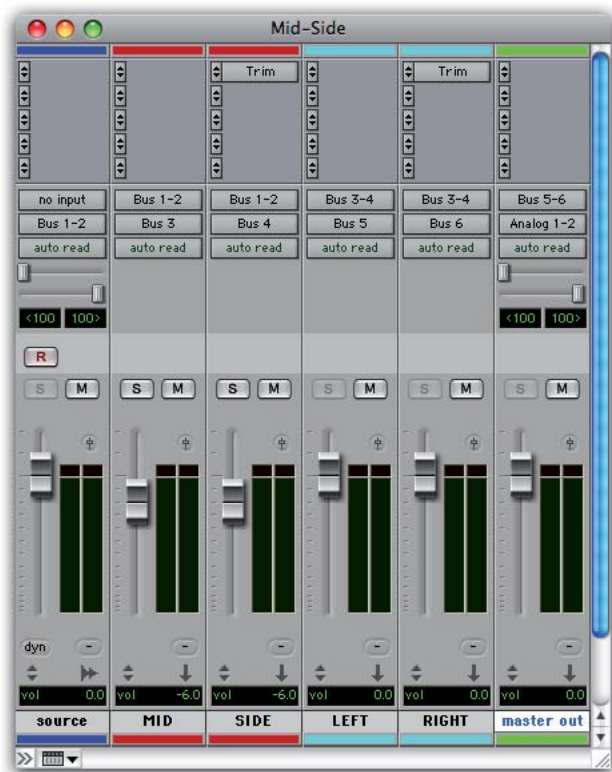 Mid-Side
Trim Trim
no input Bus 1-2 Bus 1-2 Bus 3-4 Bus 3-4 Bus 5-6
Bus 1-2 Bus 3 Bus 4 Bus 5 Bus 6 Analog 1-2
auto read auto read auto read auto read auto read auto read
<100 100> <100 100>
R
S M S M S M S M S M S M
dyn - - - - - -
vol 0.0 vol -6.0 vol -6.0 vol 0.0 vol 0.0 vol 0.0
source MID SIDE LEFT RIGHT master out